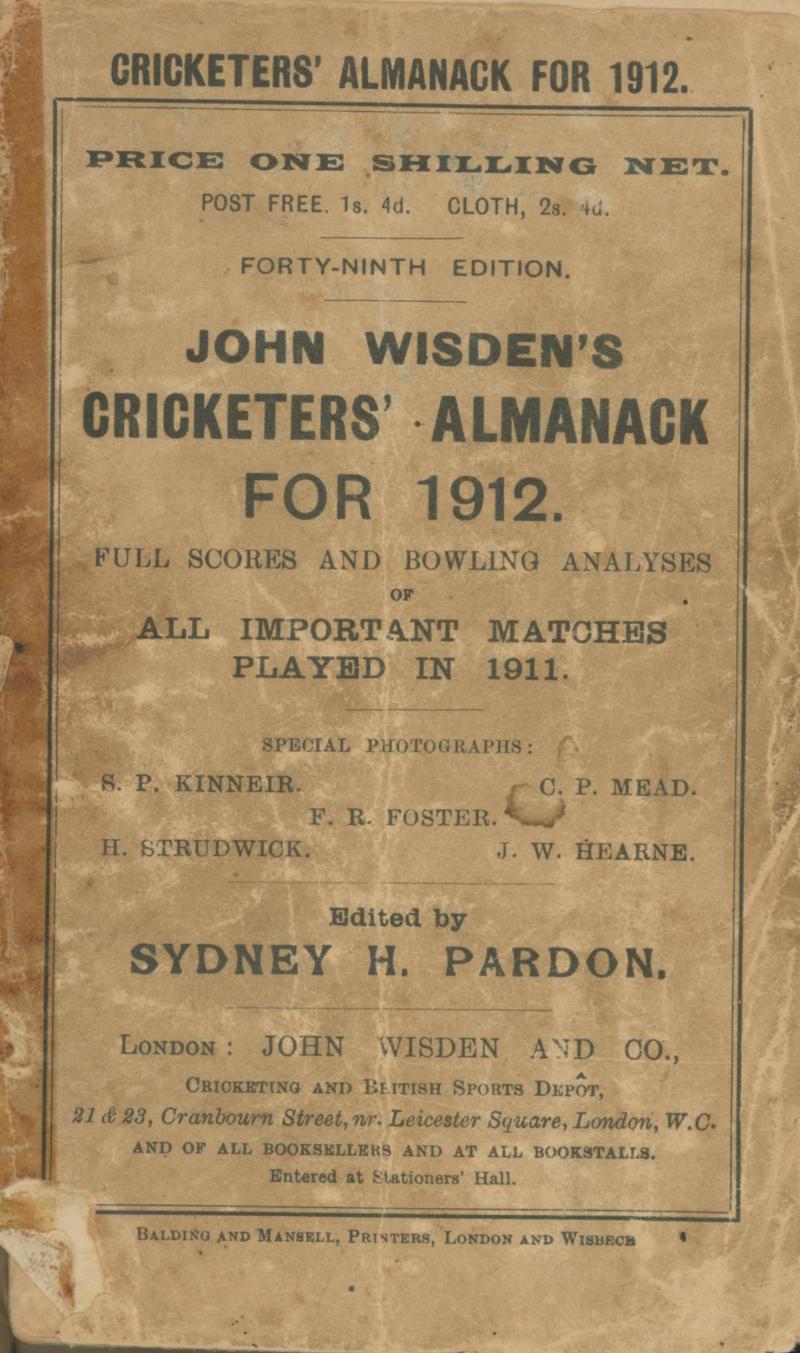 CRICKETERS' ALMANACK FOR 1912.
PRICE ONE SHILLING NET.
POST FREE. 1s. 4d. CLOTH, 2s. 4d.
FORTY-NINTH EDITION.
JOHN WISDEN'S
CRICKETERS' ALMANACK
FOR 1912.
FULL SCORES AND BOWLING ANALYSES
OF
ALL IMPORTANT MATCHES
PLAYED IN 1911.
SPECIAL PHOTOGRAPHS:
S. P. KINNEIR. C. P. MEAD.
F. R. FOSTER.
H. STRUDWICK. J. W. HEARNE.
Edited by
SYDNEY H. PARDON.
LONDON: JOHN WISDEN AND CO.,
CRICKETING AND BRITISH SPORTS DEPÔT,
21 & 23, Cranbourn Street, nr. Leicester Square, London, W.C.
AND OF ALL BOOKSELLERS AND AT ALL BOOKSTALLS.
Entered at Stationers' Hall.
BALDING AND MANSELL, PRINTERS, LONDON AND WISBECH